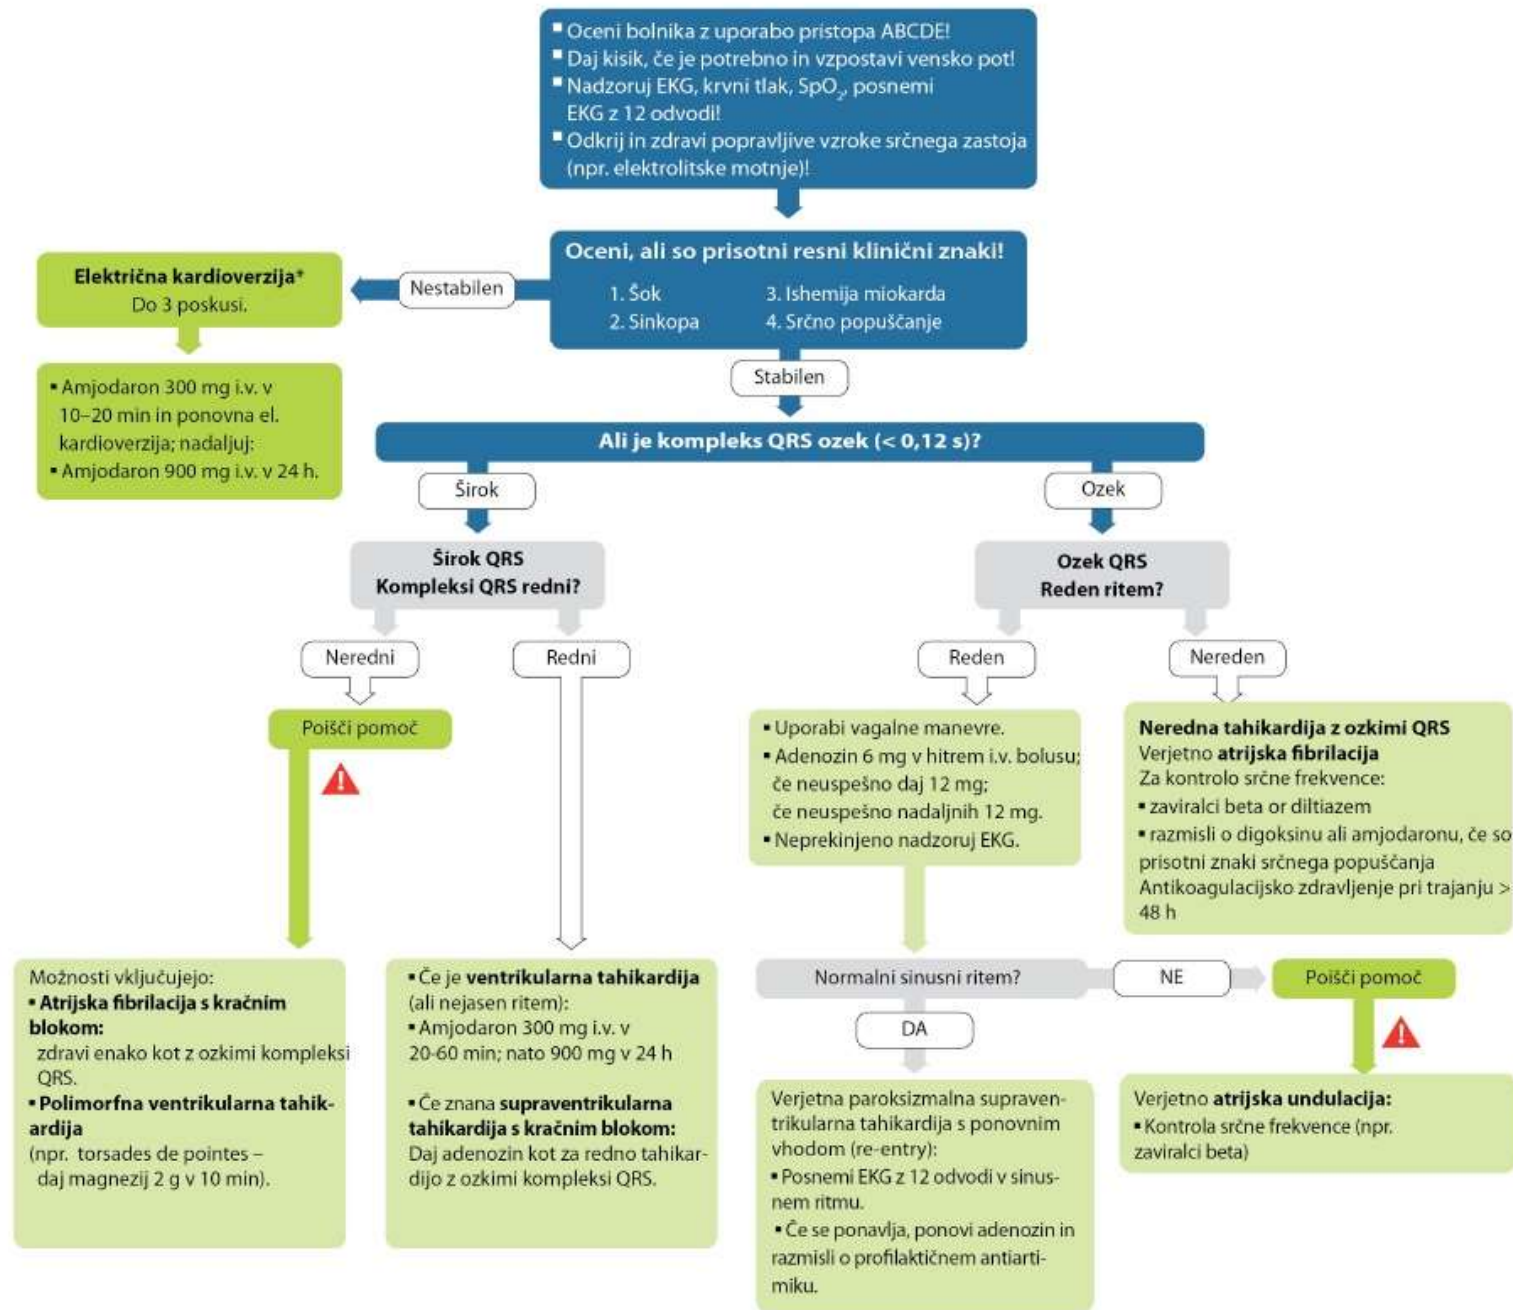 ▪ Oceni bolnika z uporabo pristopa ABCDE!
▪ Daj kisik, če je potrebno in vzpostavi vensko pot!
▪ Nadzoruj EKG, krvni tlak, SpO₂, posnemi
EKG z 12 odvodi!
▪ Odkrij in zdravi popravljive vzroke srčnega zastoja
(npr. elektrolitske motnje)!
Oceni, ali so prisotni resni klinični znaki!
1. Šok
3. Ishemija miokarda
2. Sinkopa
4. Srčno popuščanje
Nestabilen
Električna kardioverzija*
Do 3 poskusi.
▪ Amjodaron 300 mg i.v. v
10–20 min in ponovna el.
kardioverzija; nadaljuj:
▪ Amjodaron 900 mg i.v. v 24 h.
Stabilen
Ali je kompleks QRS ozek (< 0,12 s)?
Širok
Ozek
Širok QRS
Kompleksi QRS redni?
Ozek QRS
Reden ritem?
Neredni
Redni
Reden
Nereden
Poišči pomoč
▪ Uporabi vagalne manevre.
▪ Adenozin 6 mg v hitrem i.v. bolusu;
če neuspešno daj 12 mg;
če neuspešno nadaljnih 12 mg.
▪ Neprekinjeno nadzoruj EKG.
Neredna tahikardija z ozkimi QRS
Verjetno atrijska fibrilacija
Za kontrolo srčne frekvence:
▪ zaviralci beta or diltiazem
▪ razmisli o digoksinu ali amjodaronu, če so
prisotni znaki srčnega popuščanja
Antikoagulacijsko zdravljenje pri trajanju >
48 h
Možnosti vključujejo:
▪ Atrijska fibrilacija s kračnim
blokom:
zdravi enako kot z ozkimi kompleksi
QRS.
▪ Polimorfna ventrikularna tahik-
ardija
(npr. torsades de pointes –
daj magnezij 2 g v 10 min).
▪ Če je ventrikularna tahikardija
(ali nejasen ritem):
▪ Amjodaron 300 mg i.v. v
20-60 min; nato 900 mg v 24 h
▪ Če znana supraventrikularna
tahikardija s kračnim blokom:
Daj adenozin kot za redno tahikar-
dijo z ozkimi kompleksi QRS.
Normalni sinusni ritem?
NE
Poišči pomoč
DA
Verjetna paroksizmalna supraven-
trikularna tahikardija s ponovnim
vhodom (re-entry):
▪ Posnemi EKG z 12 odvodi v sinus-
nem ritmu.
▪ Če se ponavlja, ponovi adenozin in
razmisli o profilaktičnem antiarti-
miku.
Verjetno atrijska undulacija:
▪ Kontrola srčne frekvence (npr.
zaviralci beta)